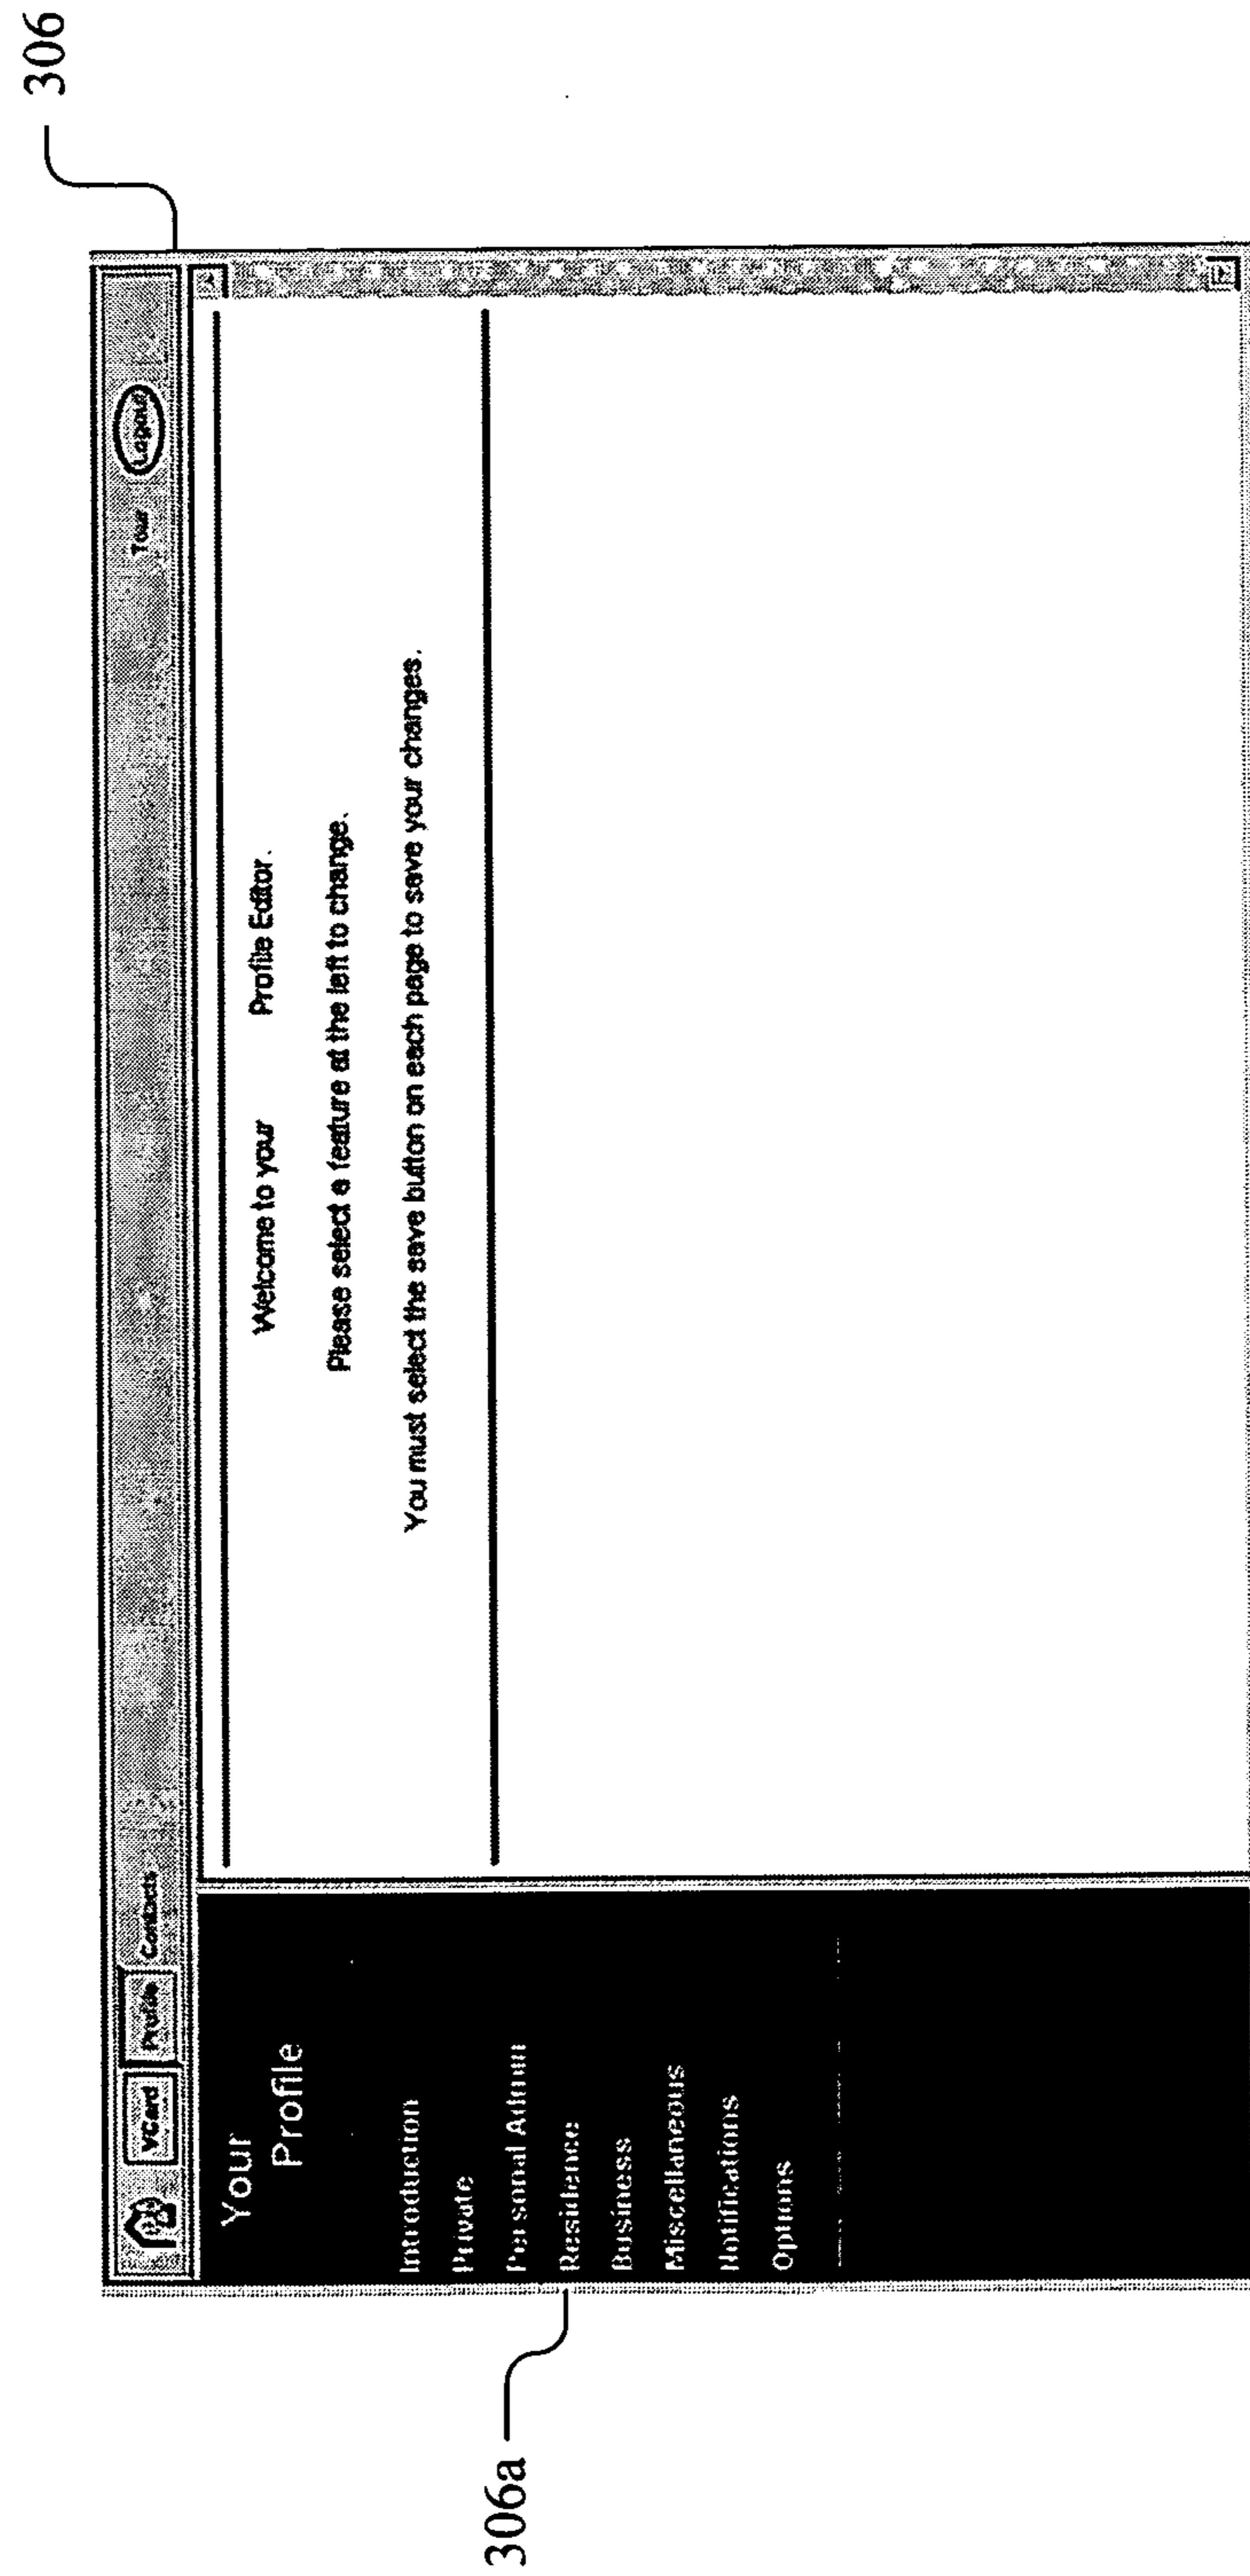 306
VCard Profile Contacts Tour Logout
Your
Profile
Introduction
Private
Personal Admin
Residence
Business
Miscellaneous
Notifications
Options
306a
Welcome to your Profile Editor.
Please select a feature at the left to change.
You must select the save button on each page to save your changes.